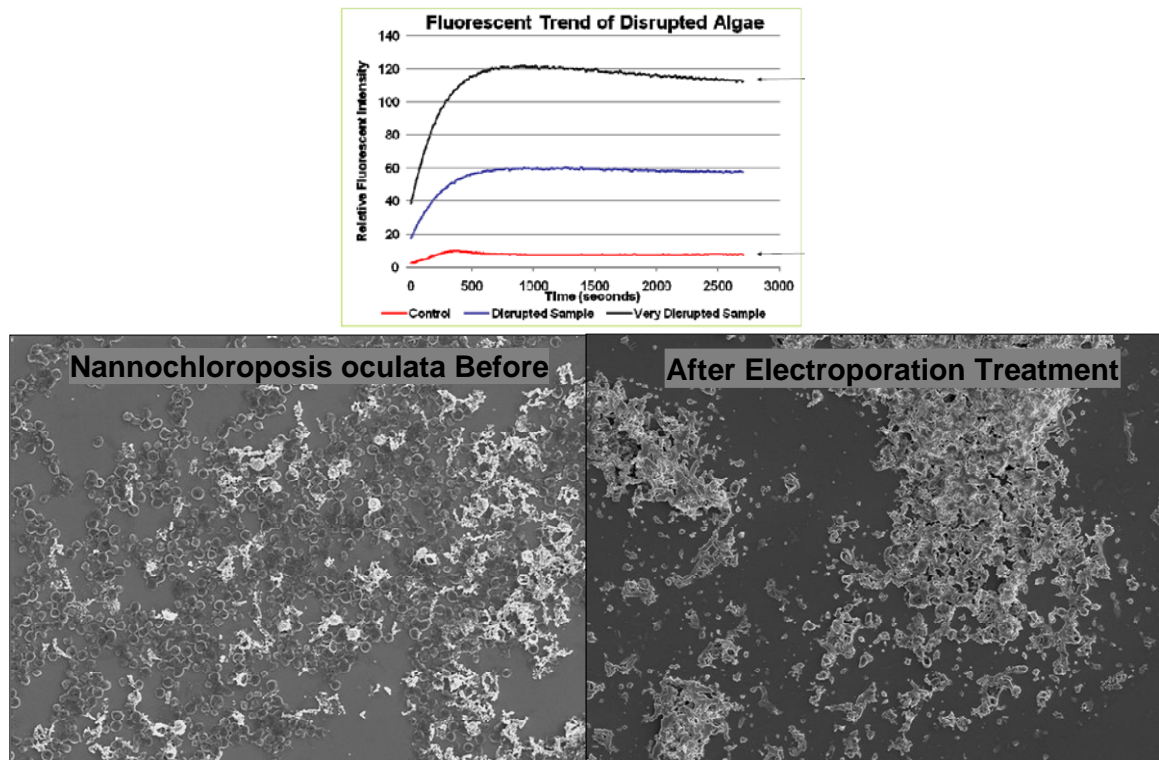 Fluorescent Trend of Disrupted Algae
140
120
100
80
60
40
20
0
Relative Fluorescent Intensity
0 500 1000 1500 2000 2500 3000
Time (seconds)
Control Disrupted Sample Very Disrupted Sample
Nannochloroposis oculata Before
After Electroporation Treatment